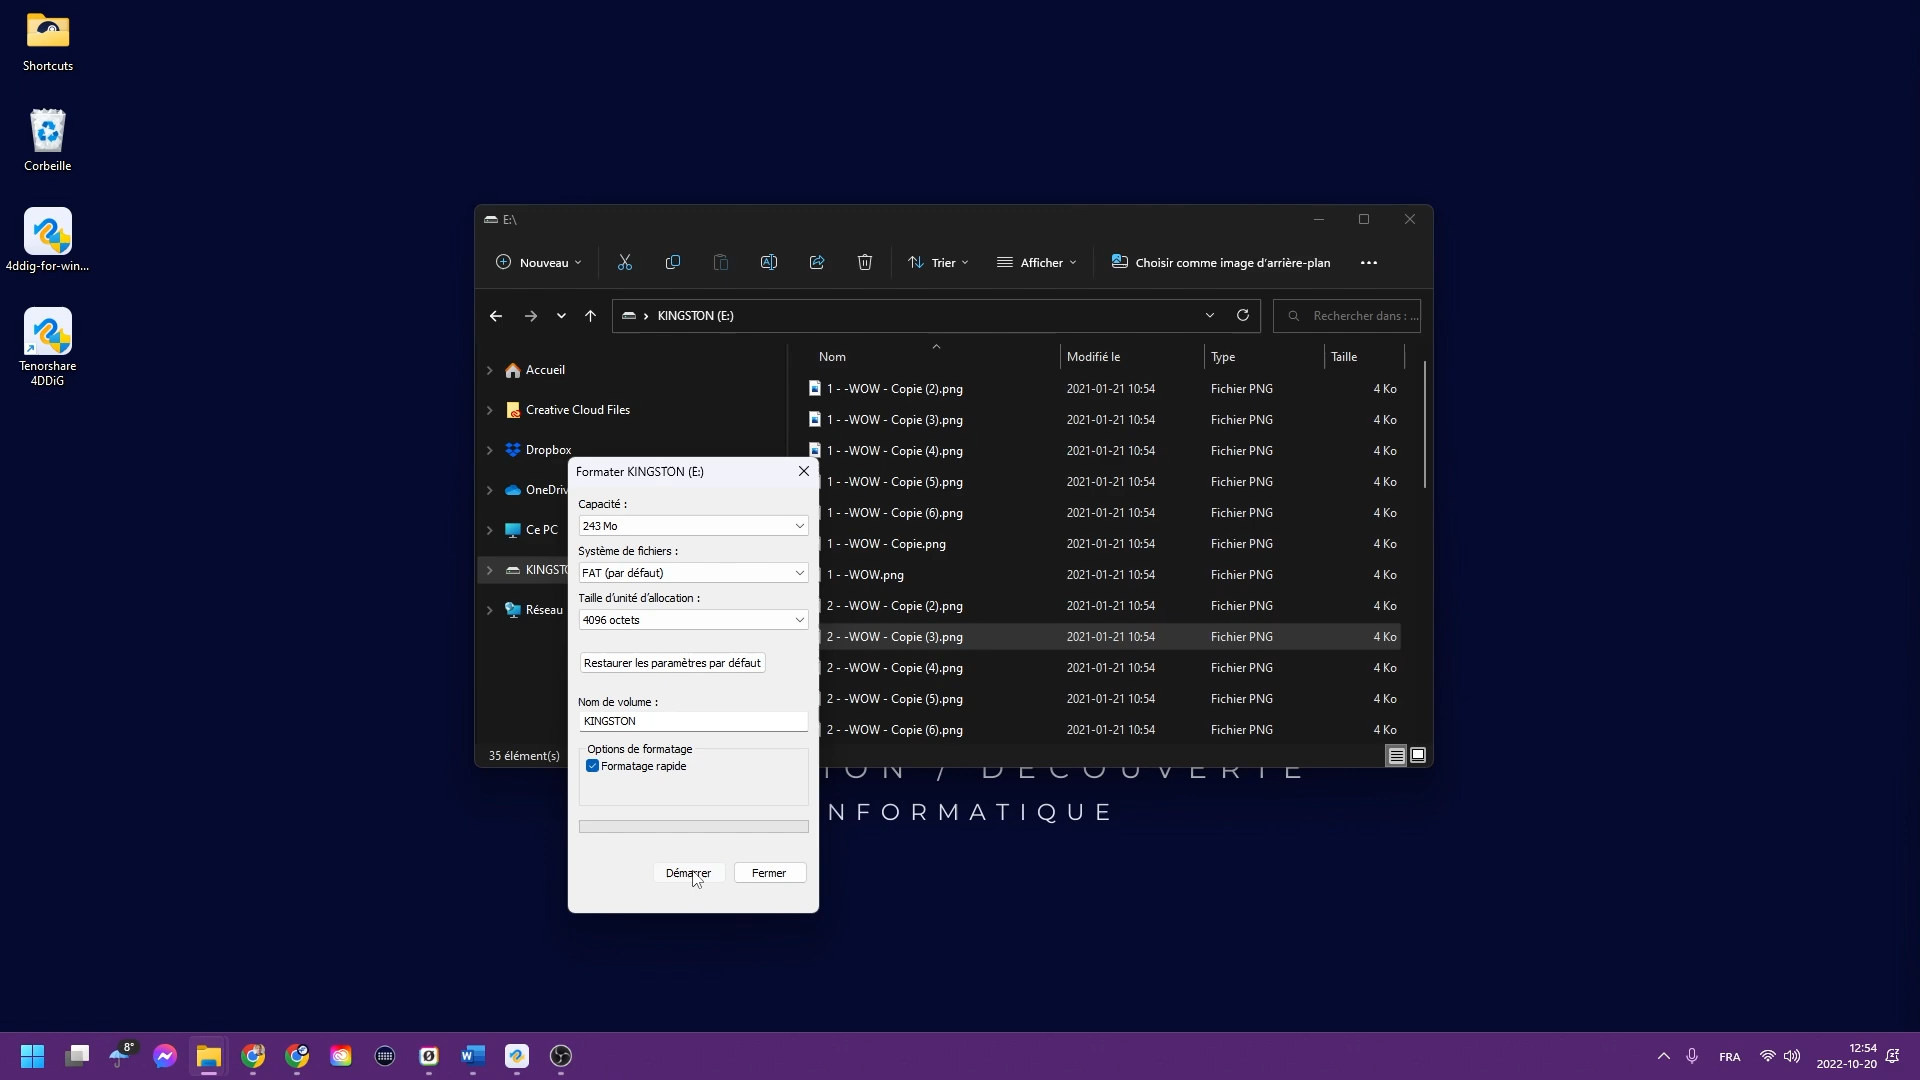 Shortcuts
Corbeille
4ddig-for-win...
Tenorshare
4DDiG
E:\
Nouveau
Trier
Afficher
Choisir comme image d'arrière-plan
KINGSTON (E:)
Rechercher dans : ...
Accueil
Creative Cloud Files
Dropbox
OneDriv
Ce PC
KINGSTO
Réseau
35 élément(s)
Nom Modifié le Type Taille
1 - -WOW - Copie (2).png 2021-01-21 10:54 Fichier PNG 4 Ko
1 - -WOW - Copie (3).png 2021-01-21 10:54 Fichier PNG 4 Ko
1 - -WOW - Copie (4).png 2021-01-21 10:54 Fichier PNG 4 Ko
1 - -WOW - Copie (5).png 2021-01-21 10:54 Fichier PNG 4 Ko
1 - -WOW - Copie (6).png 2021-01-21 10:54 Fichier PNG 4 Ko
1 - -WOW - Copie.png 2021-01-21 10:54 Fichier PNG 4 Ko
1 - -WOW.png 2021-01-21 10:54 Fichier PNG 4 Ko
2 - -WOW - Copie (2).png 2021-01-21 10:54 Fichier PNG 4 Ko
2 - -WOW - Copie (3).png 2021-01-21 10:54 Fichier PNG 4 Ko
2 - -WOW - Copie (4).png 2021-01-21 10:54 Fichier PNG 4 Ko
2 - -WOW - Copie (5).png 2021-01-21 10:54 Fichier PNG 4 Ko
2 - -WOW - Copie (6).png 2021-01-21 10:54 Fichier PNG 4 Ko
Formater KINGSTON (E:)
Capacité :
243 Mo
Système de fichiers :
FAT (par défaut)
Taille d'unité d'allocation :
4096 octets
Restaurer les paramètres par défaut
Nom de volume :
KINGSTON
Options de formatage
Formatage rapide
Démarrer Fermer
ION / DÉCOUVERTE
NFORMATIQUE
8°
FRA
12:54
2022-10-20